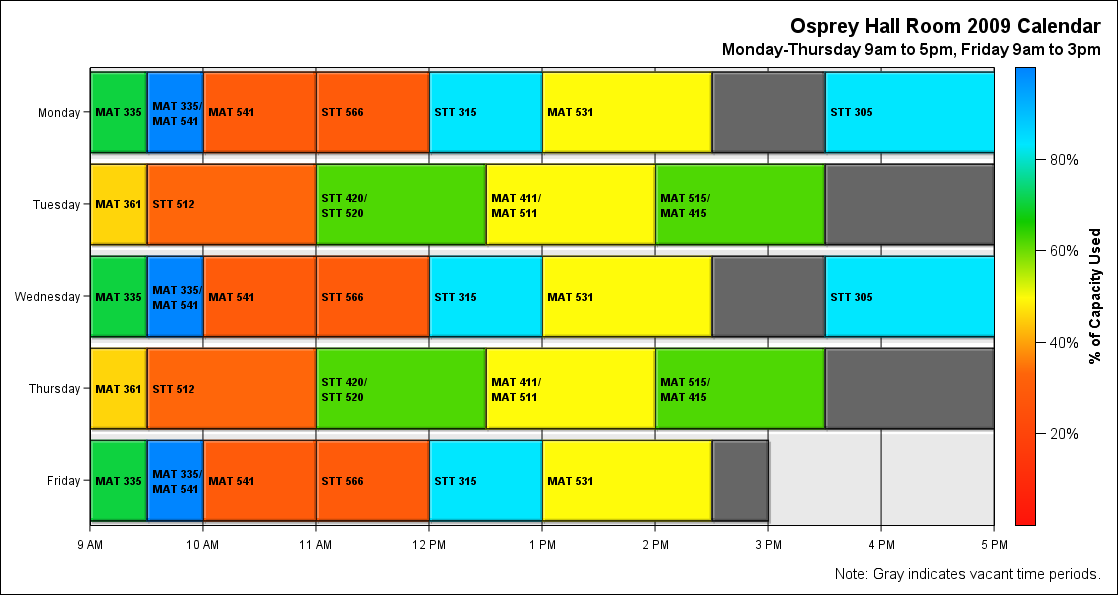 Osprey Hall Room 2009 Calendar
Monday-Thursday 9am to 5pm, Friday 9am to 3pm
Monday
MAT 335
MAT 335/
MAT 541
MAT 541
STT 566
STT 315
MAT 531
STT 305
Tuesday
MAT 361
STT 512
STT 420/
STT 520
MAT 411/
MAT 511
MAT 515/
MAT 415
Wednesday
MAT 335
MAT 335/
MAT 541
MAT 541
STT 566
STT 315
MAT 531
STT 305
Thursday
MAT 361
STT 512
STT 420/
STT 520
MAT 411/
MAT 511
MAT 515/
MAT 415
Friday
MAT 335
MAT 335/
MAT 541
MAT 541
STT 566
STT 315
MAT 531
9 AM
10 AM
11 AM
12 PM
1 PM
2 PM
3 PM
4 PM
5 PM
80%
60%
40%
20%
% of Capacity Used
Note: Gray indicates vacant time periods.